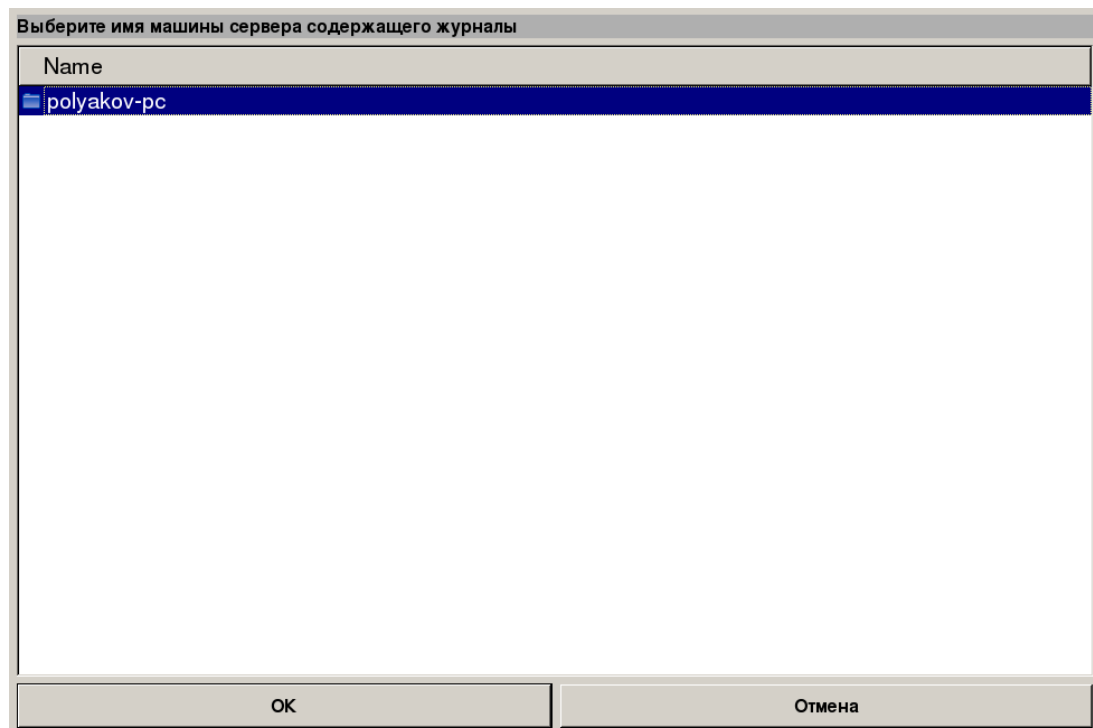 Выберите имя машины сервера содержащего журналы
Name
polyakov-pc
OK
Отмена